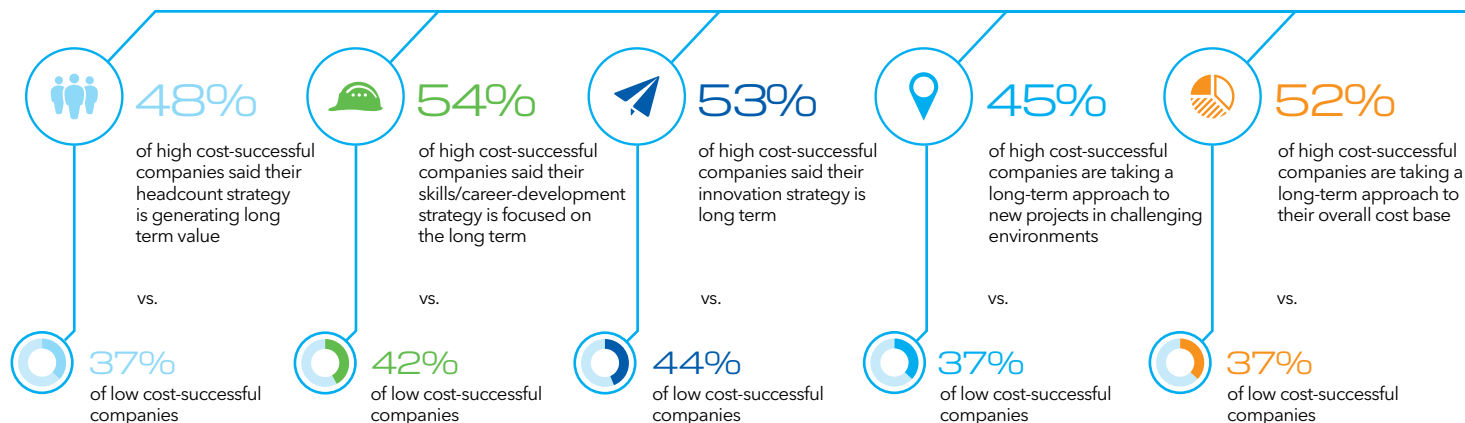 48%
of high cost-successful
companies said their
headcount strategy
is generating long
term value
vs.
37%
of low cost-successful
companies
54%
of high cost-successful
companies said their
skills/career-development
strategy is focused on
the long term
vs.
42%
of low cost-successful
companies
53%
of high cost-successful
companies said their
innovation strategy is
long term
vs.
44%
of low cost-successful
companies
45%
of high cost-successful
companies are taking a
long-term approach to
new projects in challenging
environments
vs.
37%
of low cost-successful
companies
52%
of high cost-successful
companies are taking a
long-term approach to
their overall cost base
vs.
37%
of low cost-successful
companies